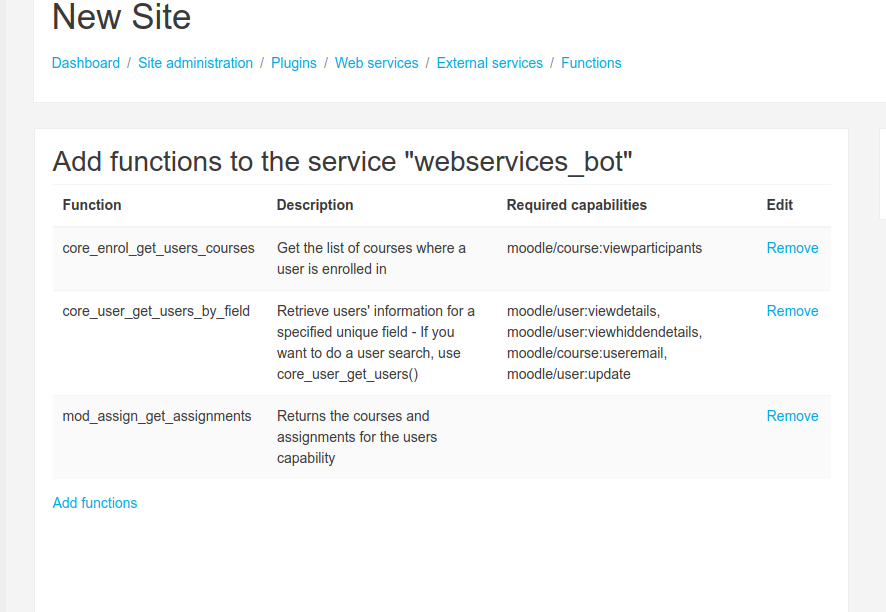 New Site
Dashboard / Site administration / Plugins / Web services / External services / Functions
Add functions to the service "webservices_bot"
Function Description Required capabilities Edit
core_enrol_get_users_courses Get the list of courses where a moodle/course:viewparticipants Remove
user is enrolled in
core_user_get_users_by_field Retrieve users' information for a moodle/user:viewdetails, Remove
specified unique field - If you moodle/user:viewhiddendetails,
want to do a user search, use moodle/course:useremail,
core_user_get_users() moodle/user:update
mod_assign_get_assignments Returns the courses and Remove
assignments for the users
capability
Add functions